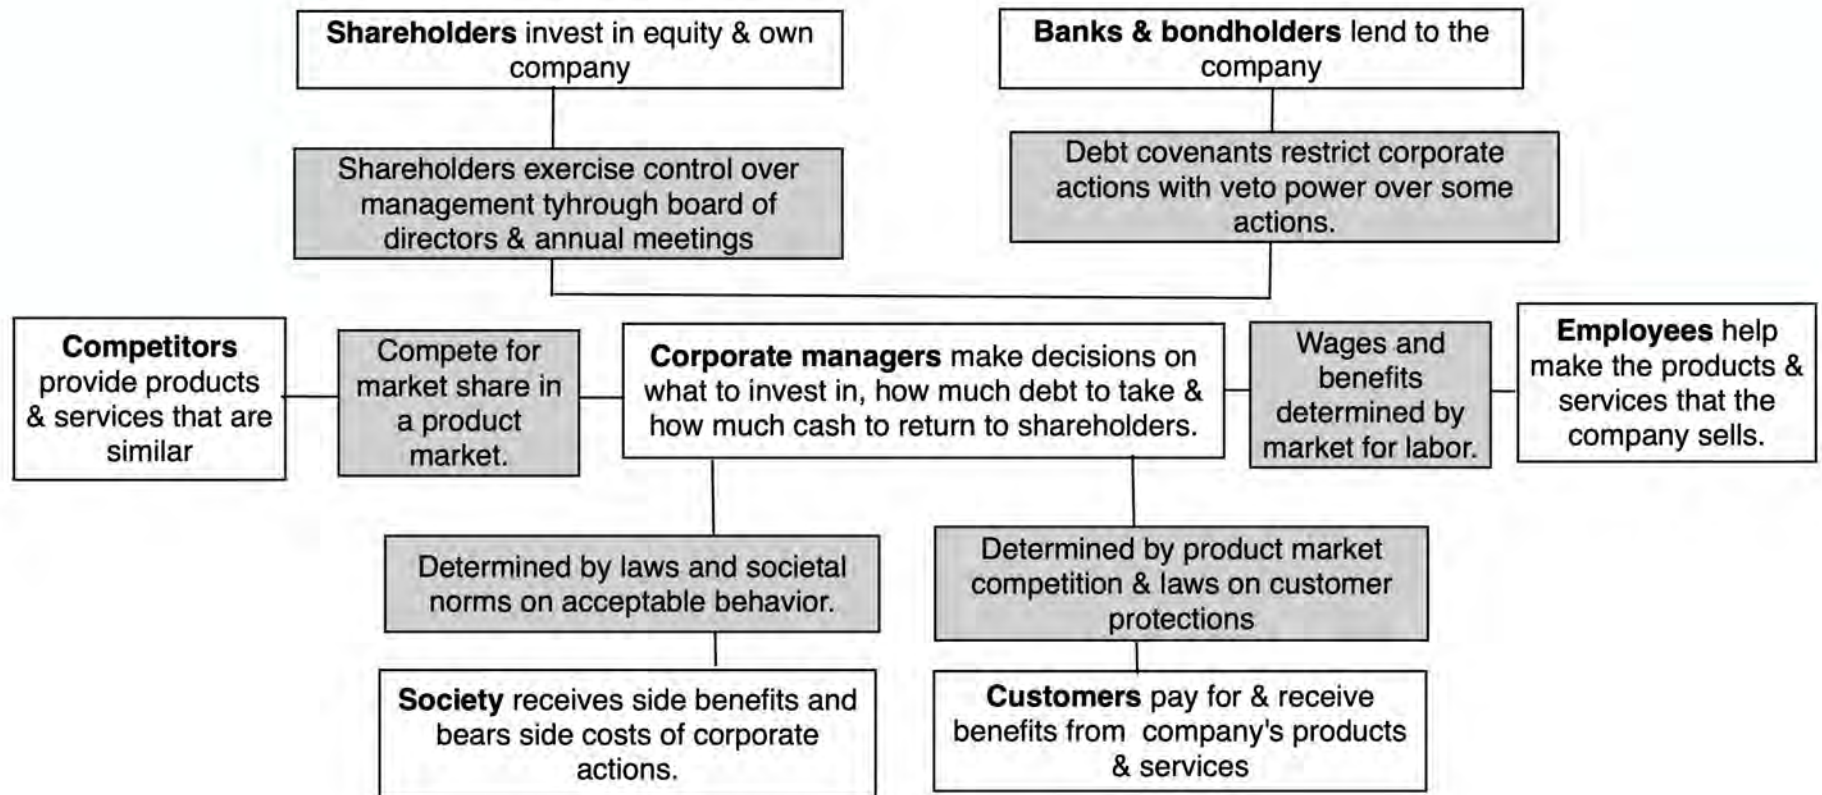 Shareholders invest in equity & own
company
Banks & bondholders lend to the
company
Shareholders exercise control over
management tyhrough board of
directors & annual meetings
Debt covenants restrict corporate
actions with veto power over some
actions.
Competitors
provide products
& services that are
similar
Compete for
market share in
a product
market.
Corporate managers make decisions on
what to invest in, how much debt to take &
how much cash to return to shareholders.
Wages and
benefits
determined by
market for labor.
Employees help
make the products &
services that the
company sells.
Determined by laws and societal
norms on acceptable behavior.
Determined by product market
competition & laws on customer
protections
Society receives side benefits and
bears side costs of corporate
actions.
Customers pay for & receive
benefits from company's products
& services